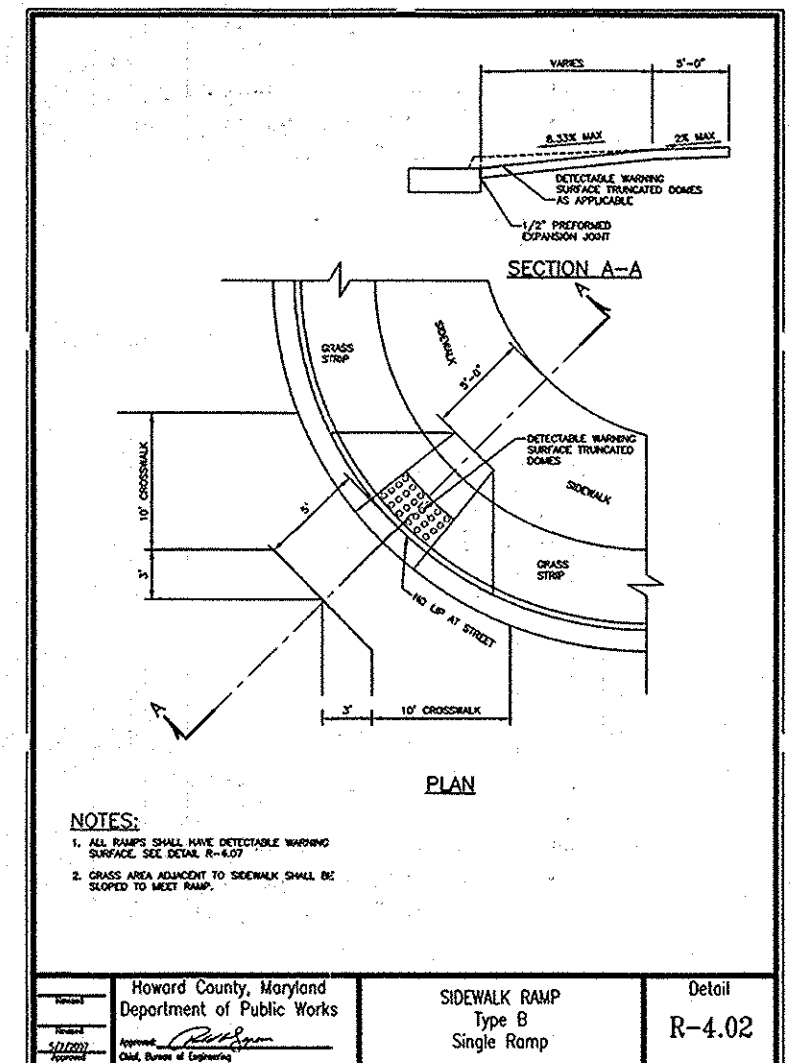 VARIES
5'-0"
8.33% MAX
2% MAX
DETECTABLE WARNING
SURFACE TRUNCATED DOMES
AS APPLICABLE
1/2" PREFORMED
EXPANSION JOINT
SECTION A-A
A
SIDEWALK
GRASS
STRIP
5'-0"
DETECTABLE WARNING
SURFACE TRUNCATED
DOMES
10' CROSSWALK
SIDEWALK
5'
GRASS
STRIP
3'
NO LIP AT STREET
A
3'
10' CROSSWALK
PLAN
NOTES:
1. ALL RAMPS SHALL HAVE DETECTABLE WARNING
SURFACE. SEE DETAIL R-4.07
2. GRASS AREA ADJACENT TO SIDEWALK SHALL BE
SLOPED TO MEET RAMP.
Revised
Revised
Approved
Howard County, Maryland
Department of Public Works
Approved:
Chief, Bureau of Engineering
SIDEWALK RAMP
Type B
Single Ramp
Detail
R-4.02